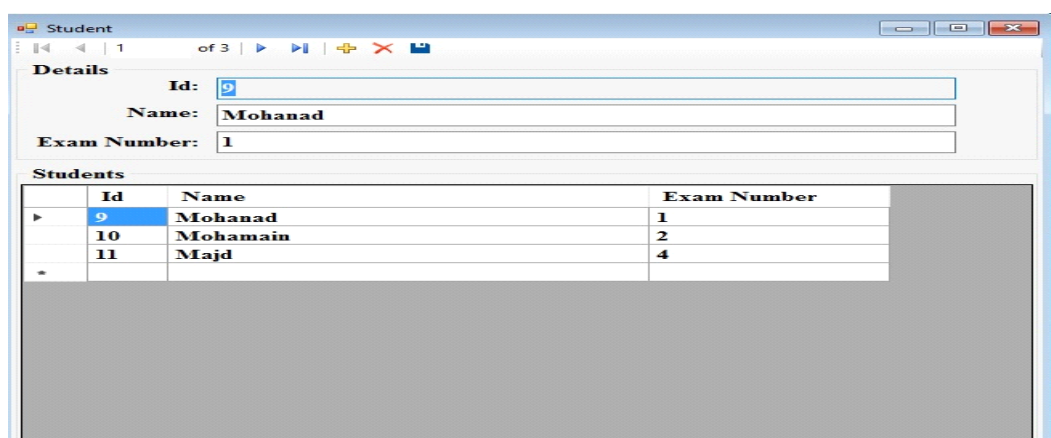 Student
1 of 3
Details
Id: 9
Name: Mohanad
Exam Number: 1
Students
Id Name Exam Number
9 Mohanad 1
10 Mohamain 2
11 Majd 4